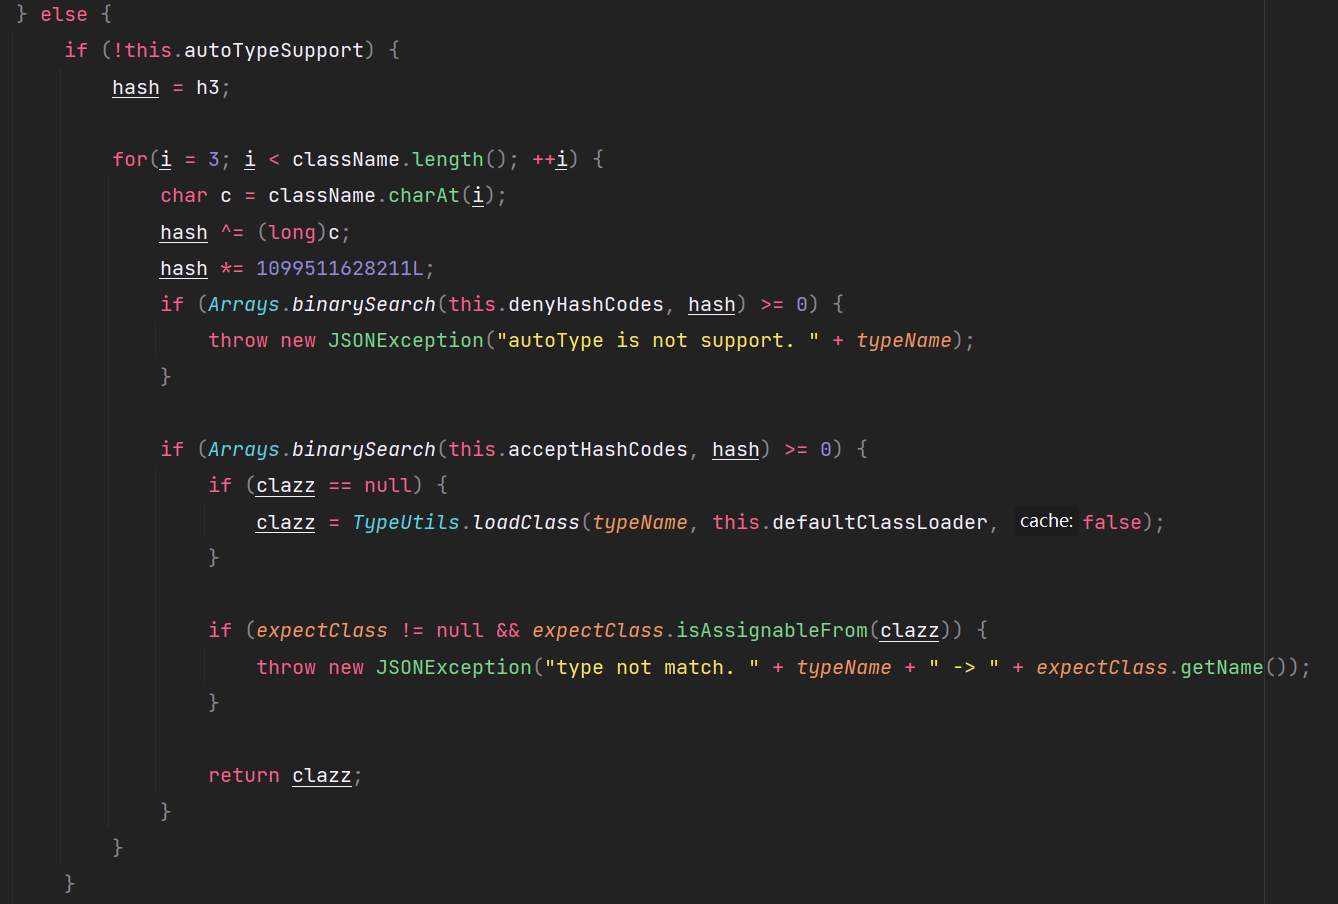 } else {
if (!this.autoTypeSupport) {
hash = h3;
for(i = 3; i < className.length(); ++i) {
char c = className.charAt(i);
hash ^= (long)c;
hash *= 1099511628211L;
if (Arrays.binarySearch(this.denyHashCodes, hash) >= 0) {
throw new JSONException("autoType is not support. " + typeName);
}
if (Arrays.binarySearch(this.acceptHashCodes, hash) >= 0) {
if (clazz == null) {
clazz = TypeUtils.loadClass(typeName, this.defaultClassLoader, cache: false);
}
if (expectClass != null && expectClass.isAssignableFrom(clazz)) {
throw new JSONException("type not match. " + typeName + " -> " + expectClass.getName());
}
return clazz;
}
}
}